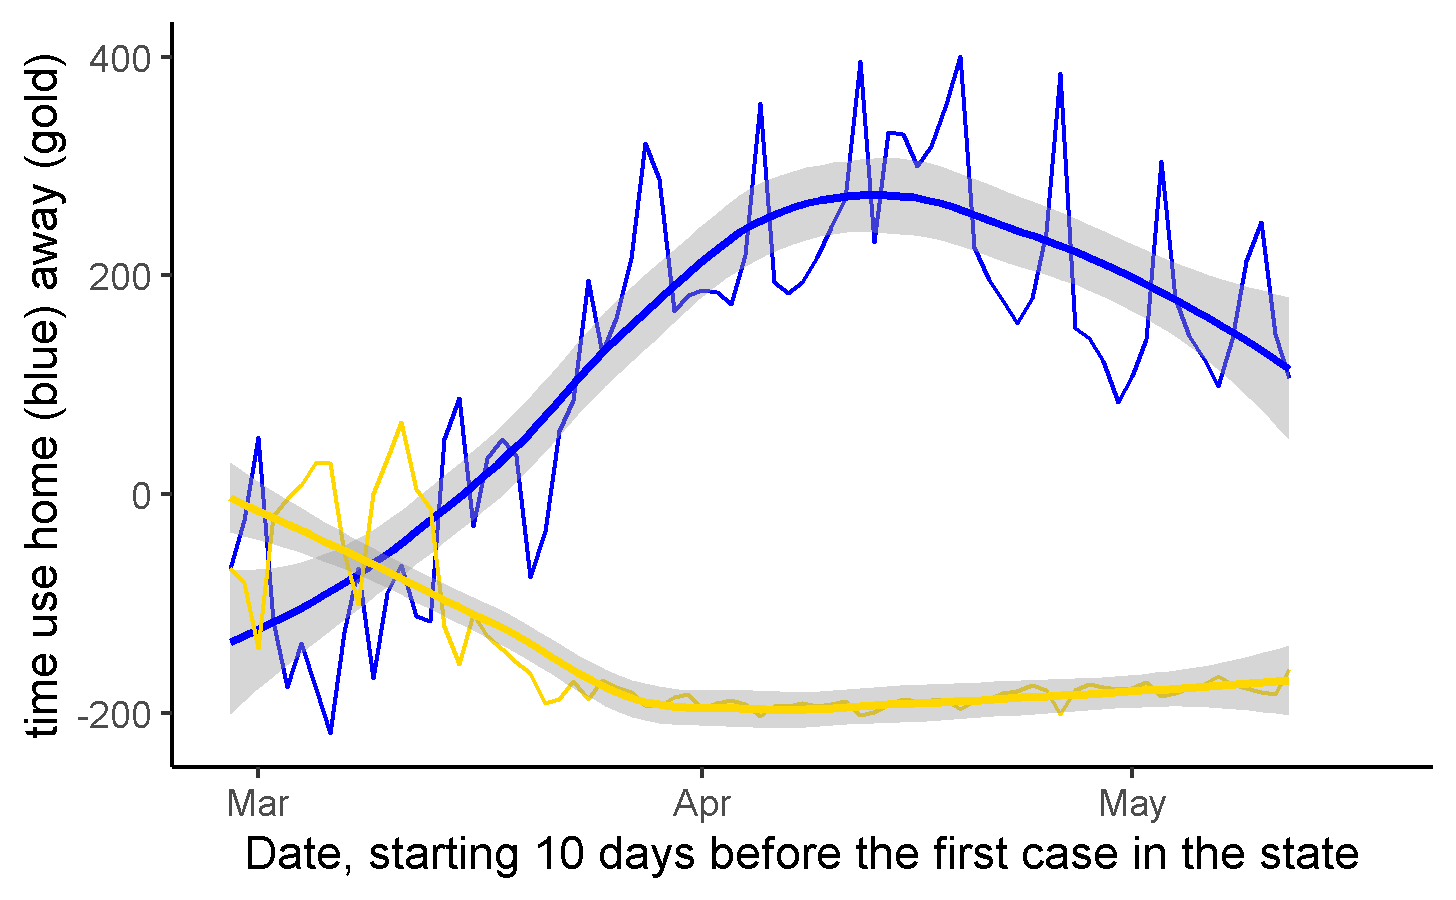 time use home (blue) away (gold)
400
200
0
-200
Mar
Apr
May
Date, starting 10 days before the first case in the state